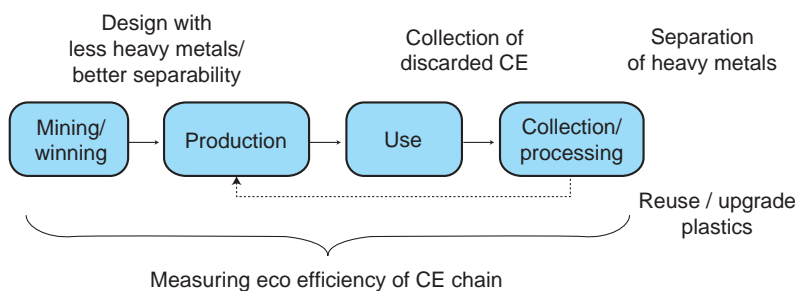 Design with
less heavy metals/
better separability
Collection of
discarded CE
Separation
of heavy metals
Mining/
winning
Production
Use
Collection/
processing
Reuse / upgrade
plastics
Measuring eco efficiency of CE chain